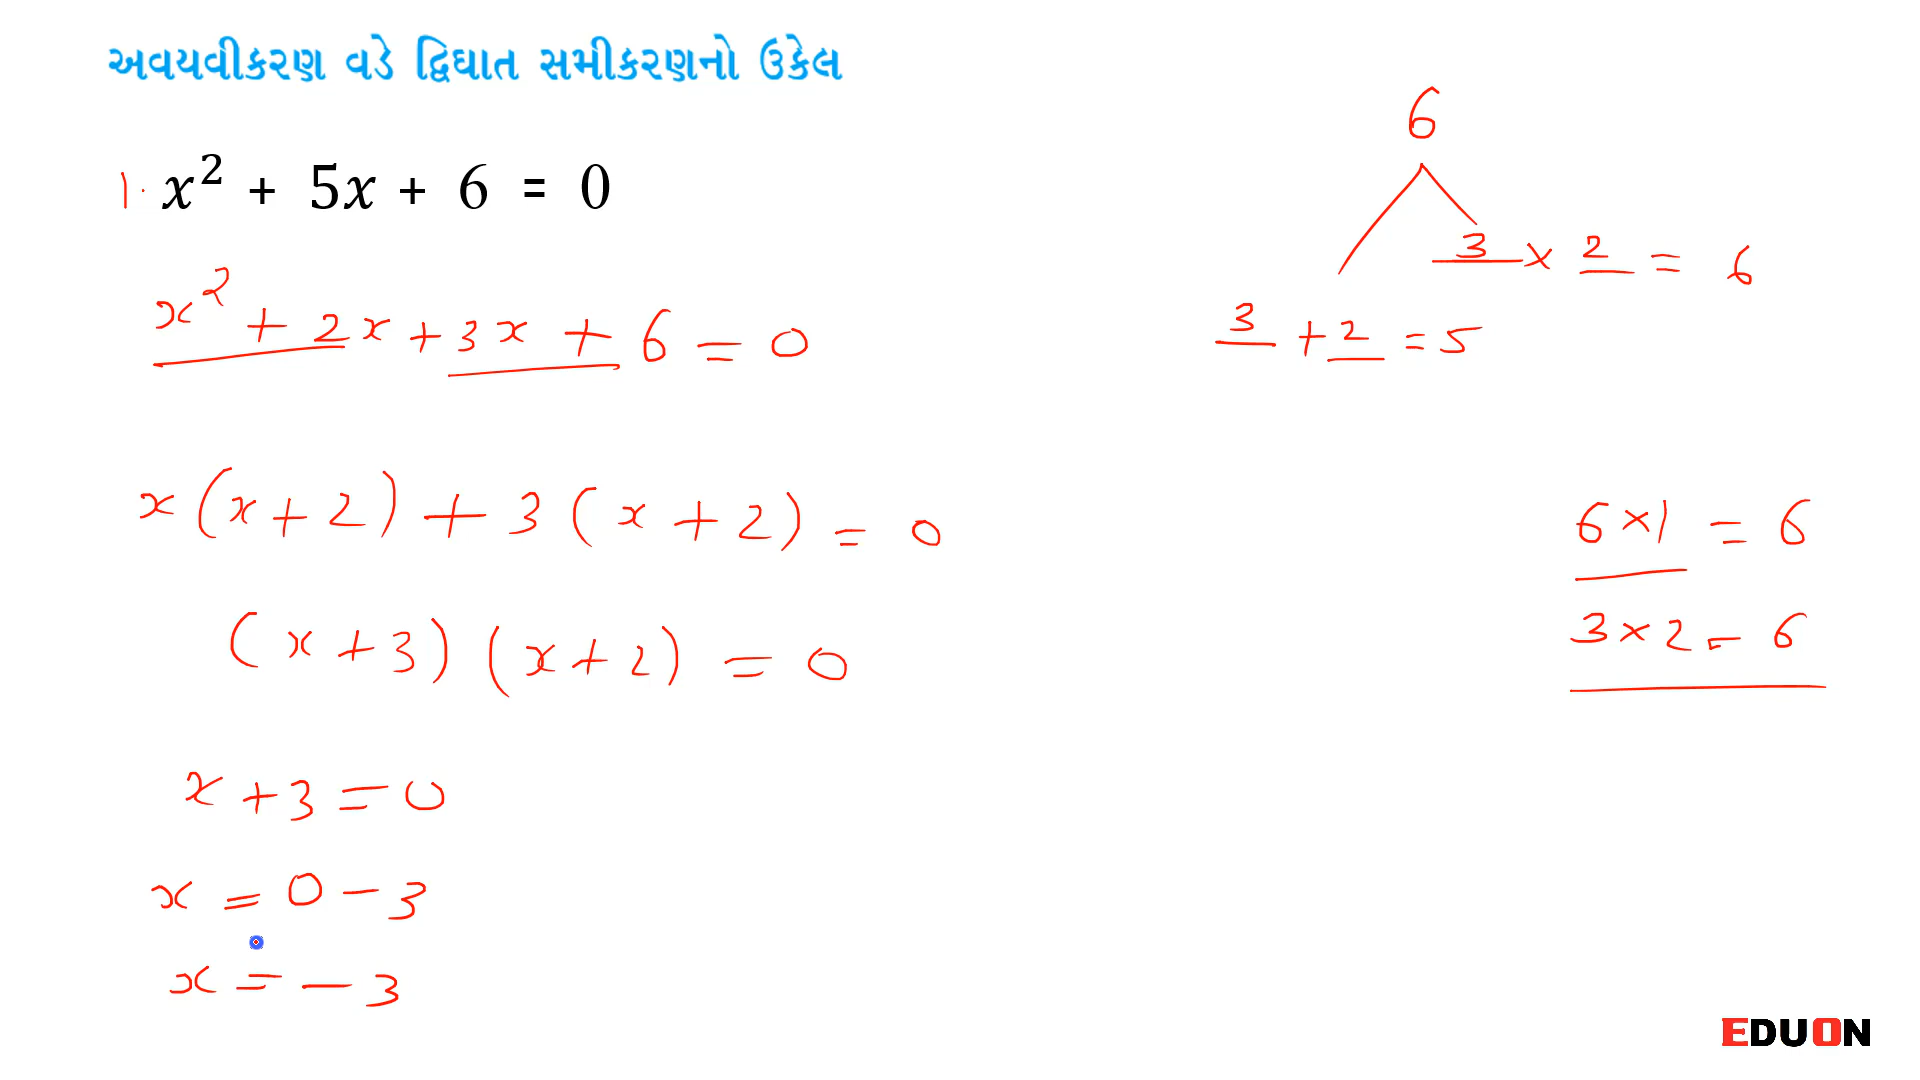 અવયવીકરણ વડે દ્વિઘાત સમીકરણનો ઉકેલ
1. x² + 5x + 6 = 0
x² + 2x + 3x + 6 = 0
x(x+2) + 3(x+2) = 0
(x+3)(x+2) = 0
x+3=0
x = 0-3
x = -3
6
3 × 2 = 6
3 + 2 = 5
6×1 = 6
3×2 = 6
EDUON